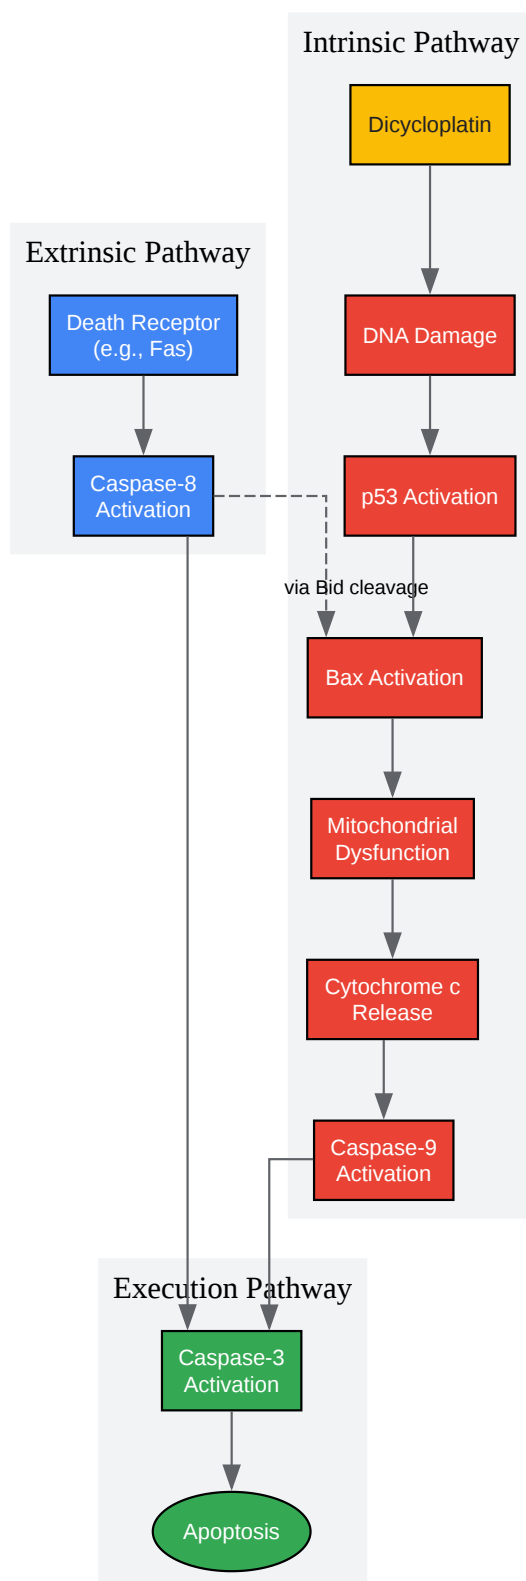 Intrinsic Pathway
Dicycloplatin
Extrinsic Pathway
Death Receptor
(e.g., Fas)
DNA Damage
Caspase-8
Activation
p53 Activation
via Bid cleavage
Bax Activation
Mitochondrial
Dysfunction
Cytochrome c
Release
Caspase-9
Activation
Execution Pathway
Caspase-3
Activation
Apoptosis